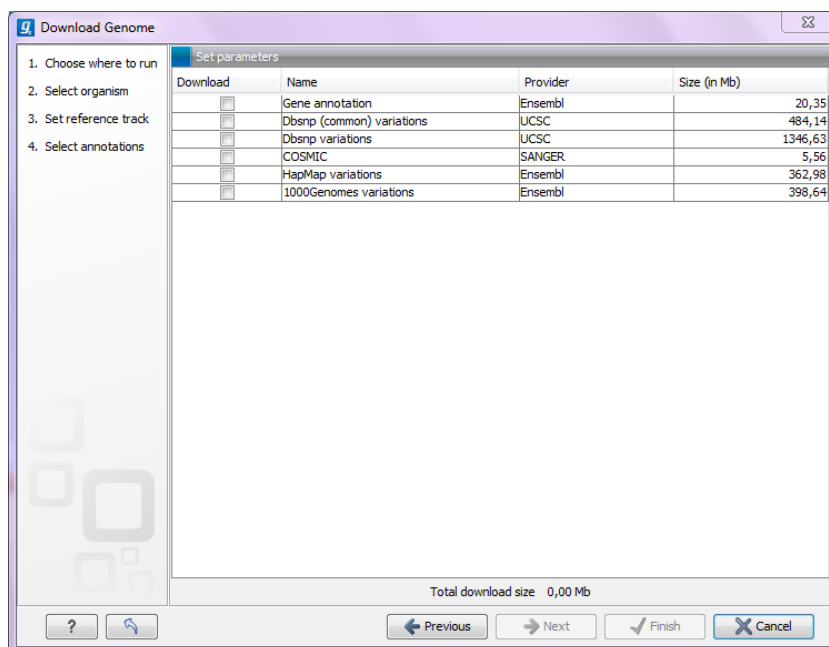 Download Genome
1. Choose where to run
2. Select organism
3. Set reference track
4. Select annotations
Set parameters
Download Name Provider Size (in Mb)
Gene annotation Ensembl 20,35
Dbsnp (common) variations UCSC 484,14
Dbsnp variations UCSC 1346,63
COSMIC SANGER 5,56
HapMap variations Ensembl 362,98
1000Genomes variations Ensembl 398,64
Total download size 0,00 Mb
? Previous Next Finish Cancel